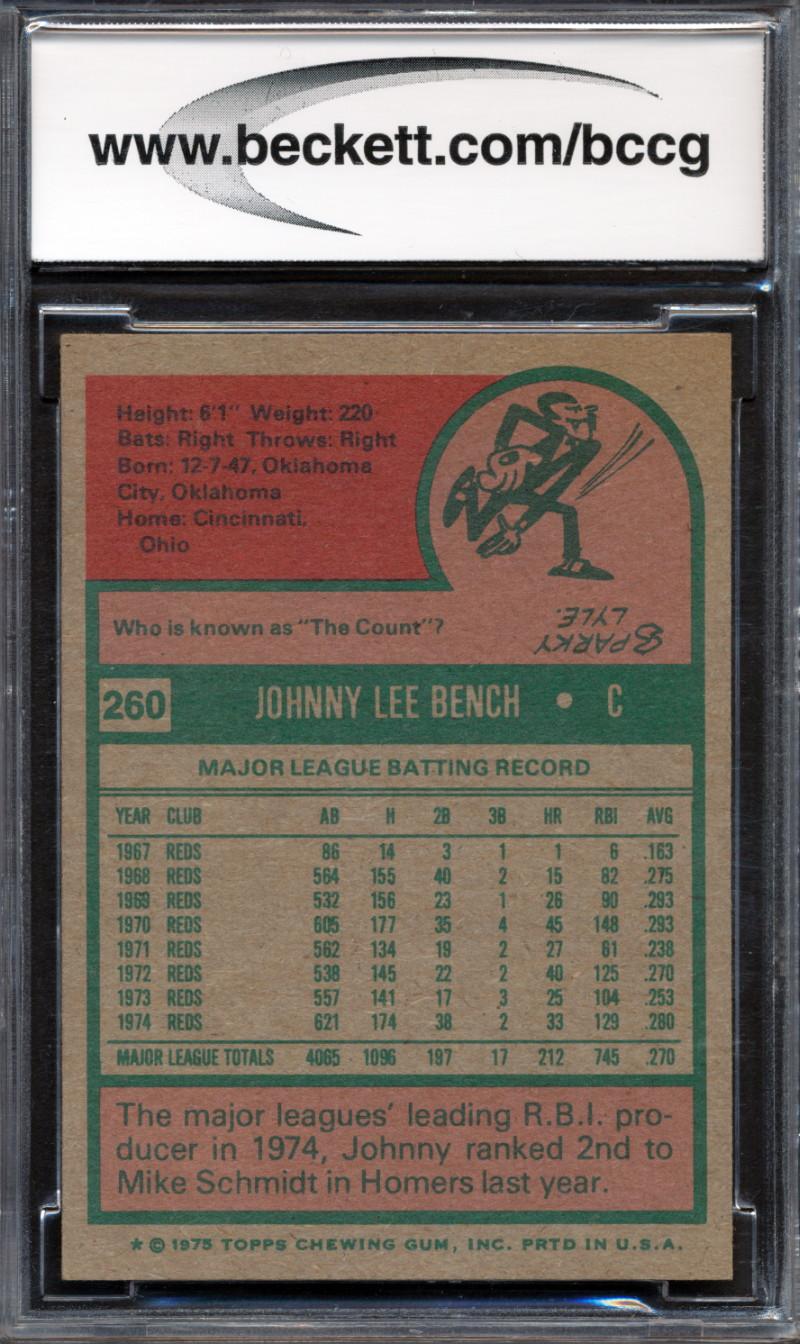 www.beckett.com/bccg
Height: 6'1" Weight: 220
Bats: Right Throws: Right
Born: 12-7-47, Oklahoma
City, Oklahoma
Home: Cincinnati,
Ohio
Who is known as "The Count"?
SPARKY
LYLE.
260 JOHNNY LEE BENCH • C
MAJOR LEAGUE BATTING RECORD
YEAR CLUB AB H 2B 3B HR RBI AVG
1967 REDS 86 14 3 1 1 6 .163
1968 REDS 564 155 40 2 15 82 .275
1969 REDS 532 156 23 1 26 90 .293
1970 REDS 605 177 35 4 45 148 .293
1971 REDS 562 134 19 2 27 61 .238
1972 REDS 538 145 22 2 40 125 .270
1973 REDS 557 141 17 3 25 104 .253
1974 REDS 621 174 38 2 33 129 .280
MAJOR LEAGUE TOTALS 4065 1096 197 17 212 745 .270
The major leagues' leading R.B.I. pro-
ducer in 1974, Johnny ranked 2nd to
Mike Schmidt in Homers last year.
* © 1975 TOPPS CHEWING GUM, INC. PRTD IN U.S.A.